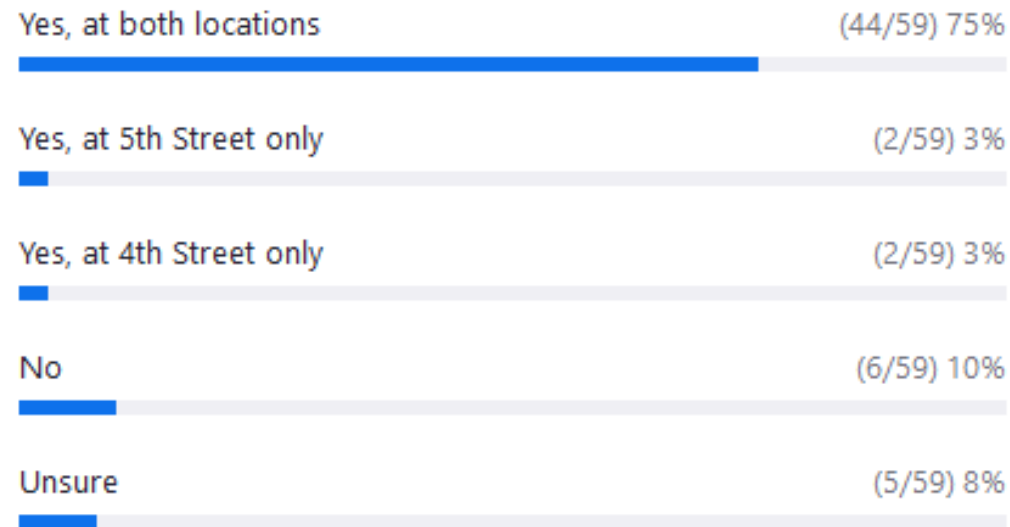 Yes, at both locations (44/59) 75%
Yes, at 5th Street only (2/59) 3%
Yes, at 4th Street only (2/59) 3%
No (6/59) 10%
Unsure (5/59) 8%